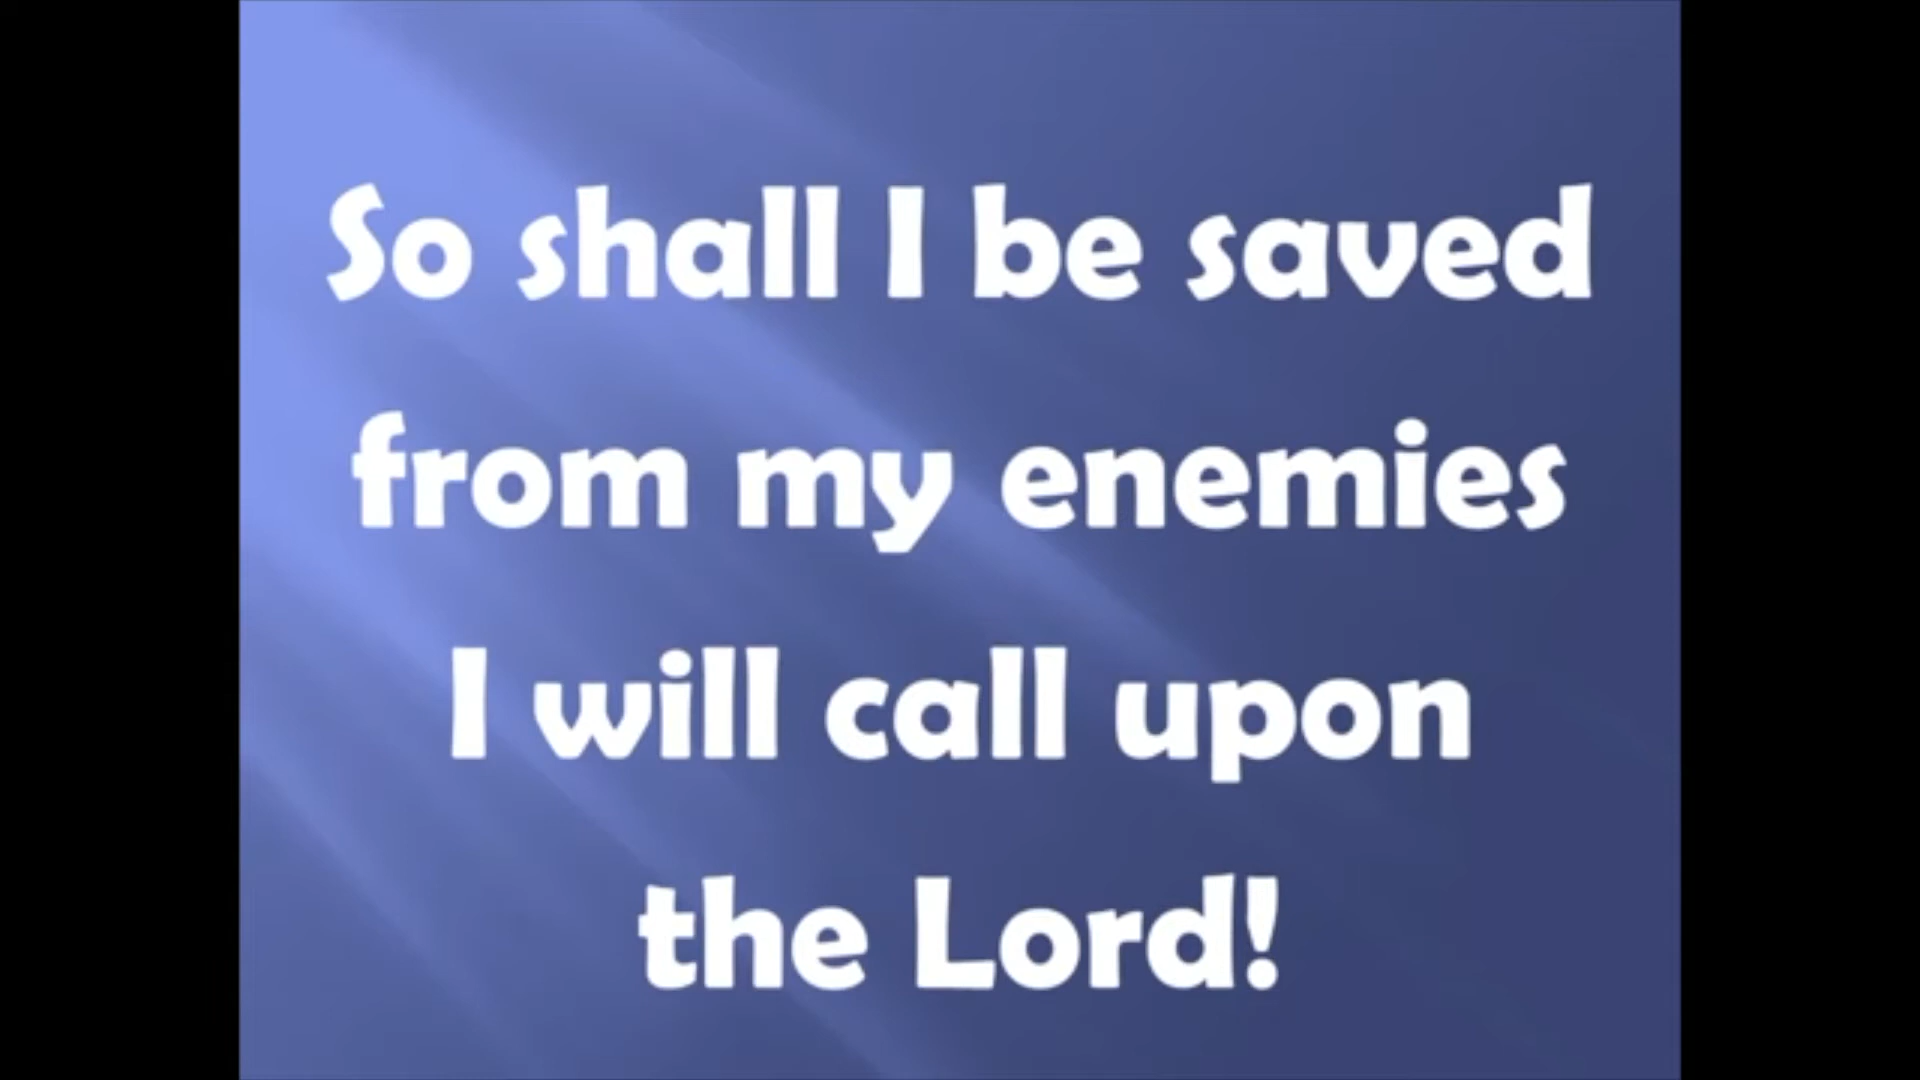 So shall I be saved
from my enemies
I will call upon
the Lord!